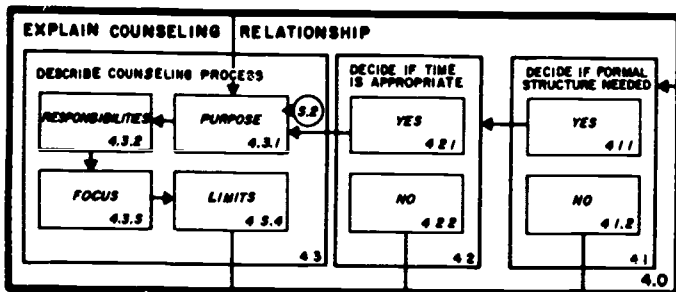 EXPLAIN COUNSELING RELATIONSHIP
DESCRIBE COUNSELING PROCESS
RESPONSIBILITIES
4.3.2
PURPOSE
4.3.1
5.2
FOCUS
4.3.3
LIMITS
4 3.4
4 3
DECIDE IF TIME
IS APPROPRIATE
YES
4 2 1
NO
4 2 2
4 2
DECIDE IF FORMAL
STRUCTURE NEEDED
YES
4 1 1
NO
4 1.2
4 1
4.0